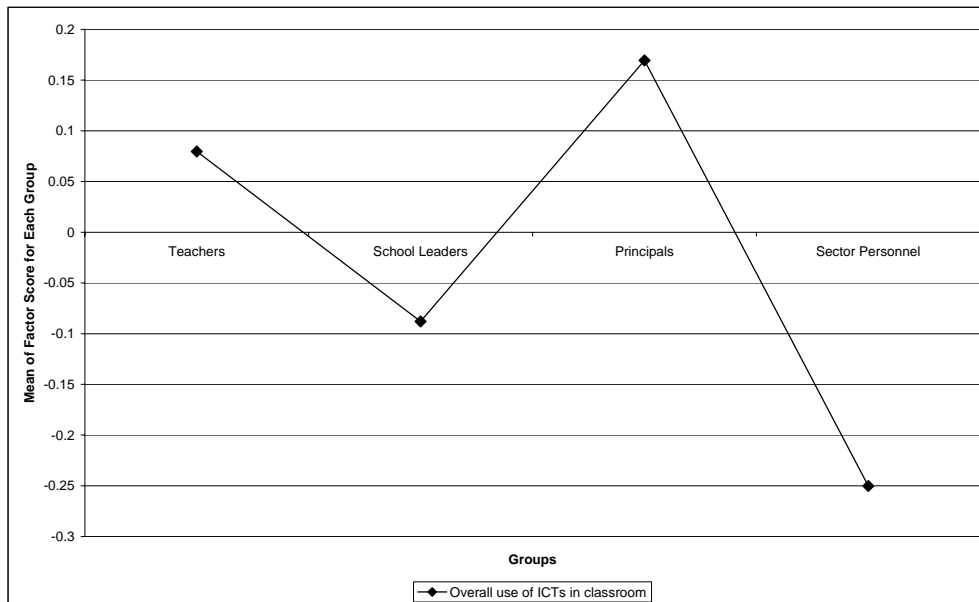 0.2
0.15
0.1
0.05
0
-0.05
-0.1
-0.15
-0.2
-0.25
-0.3
Mean of Factor Score for Each Group
Teachers School Leaders Principals Sector Personnel
Groups
Overall use of ICTs in classroom